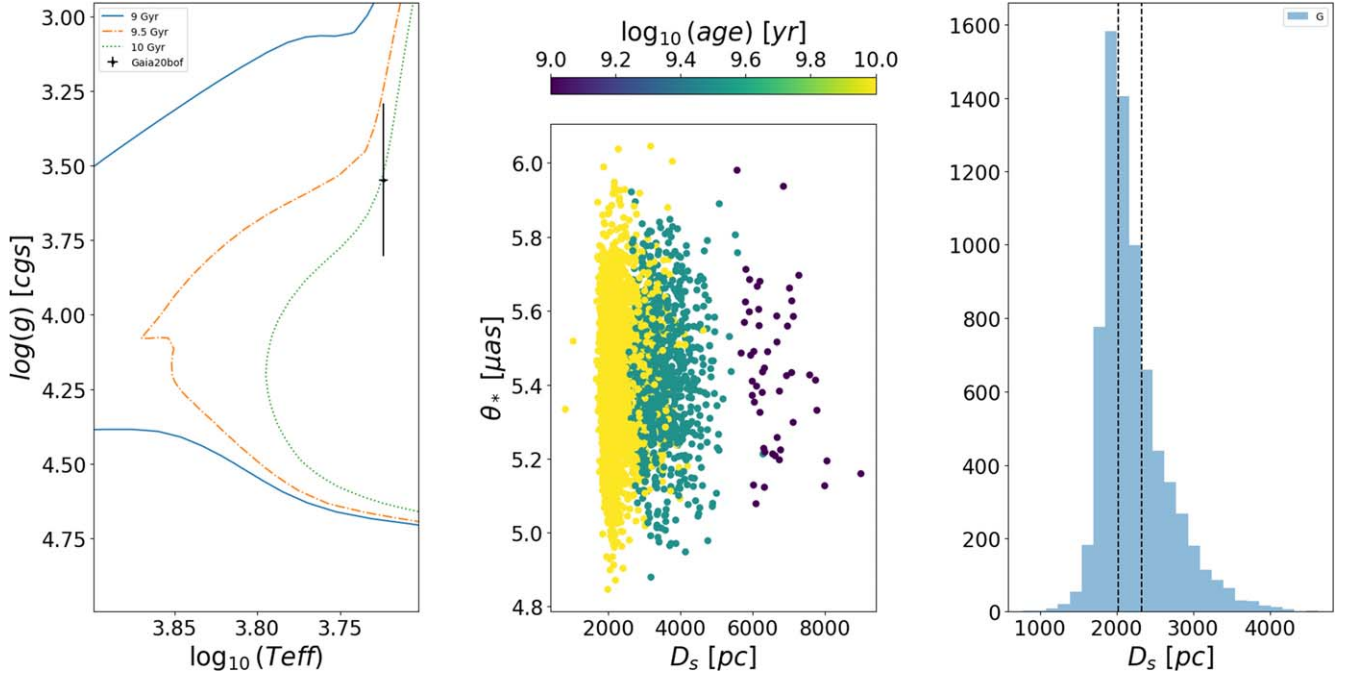 3.00
3.25
3.50
3.75
4.00
4.25
4.50
4.75
log(g) [cgs]
9 Gyr
9.5 Gyr
10 Gyr
Gaia20bof
3.85 3.80 3.75
log₁₀(Teff)
log₁₀(age) [yr]
9.0 9.2 9.4 9.6 9.8 10.0
6.0
5.8
5.6
5.4
5.2
5.0
4.8
θ* [μas]
2000 4000 6000 8000
Dₛ [pc]
1600
1400
1200
1000
800
600
400
200
0
G
1000 2000 3000 4000
Dₛ [pc]